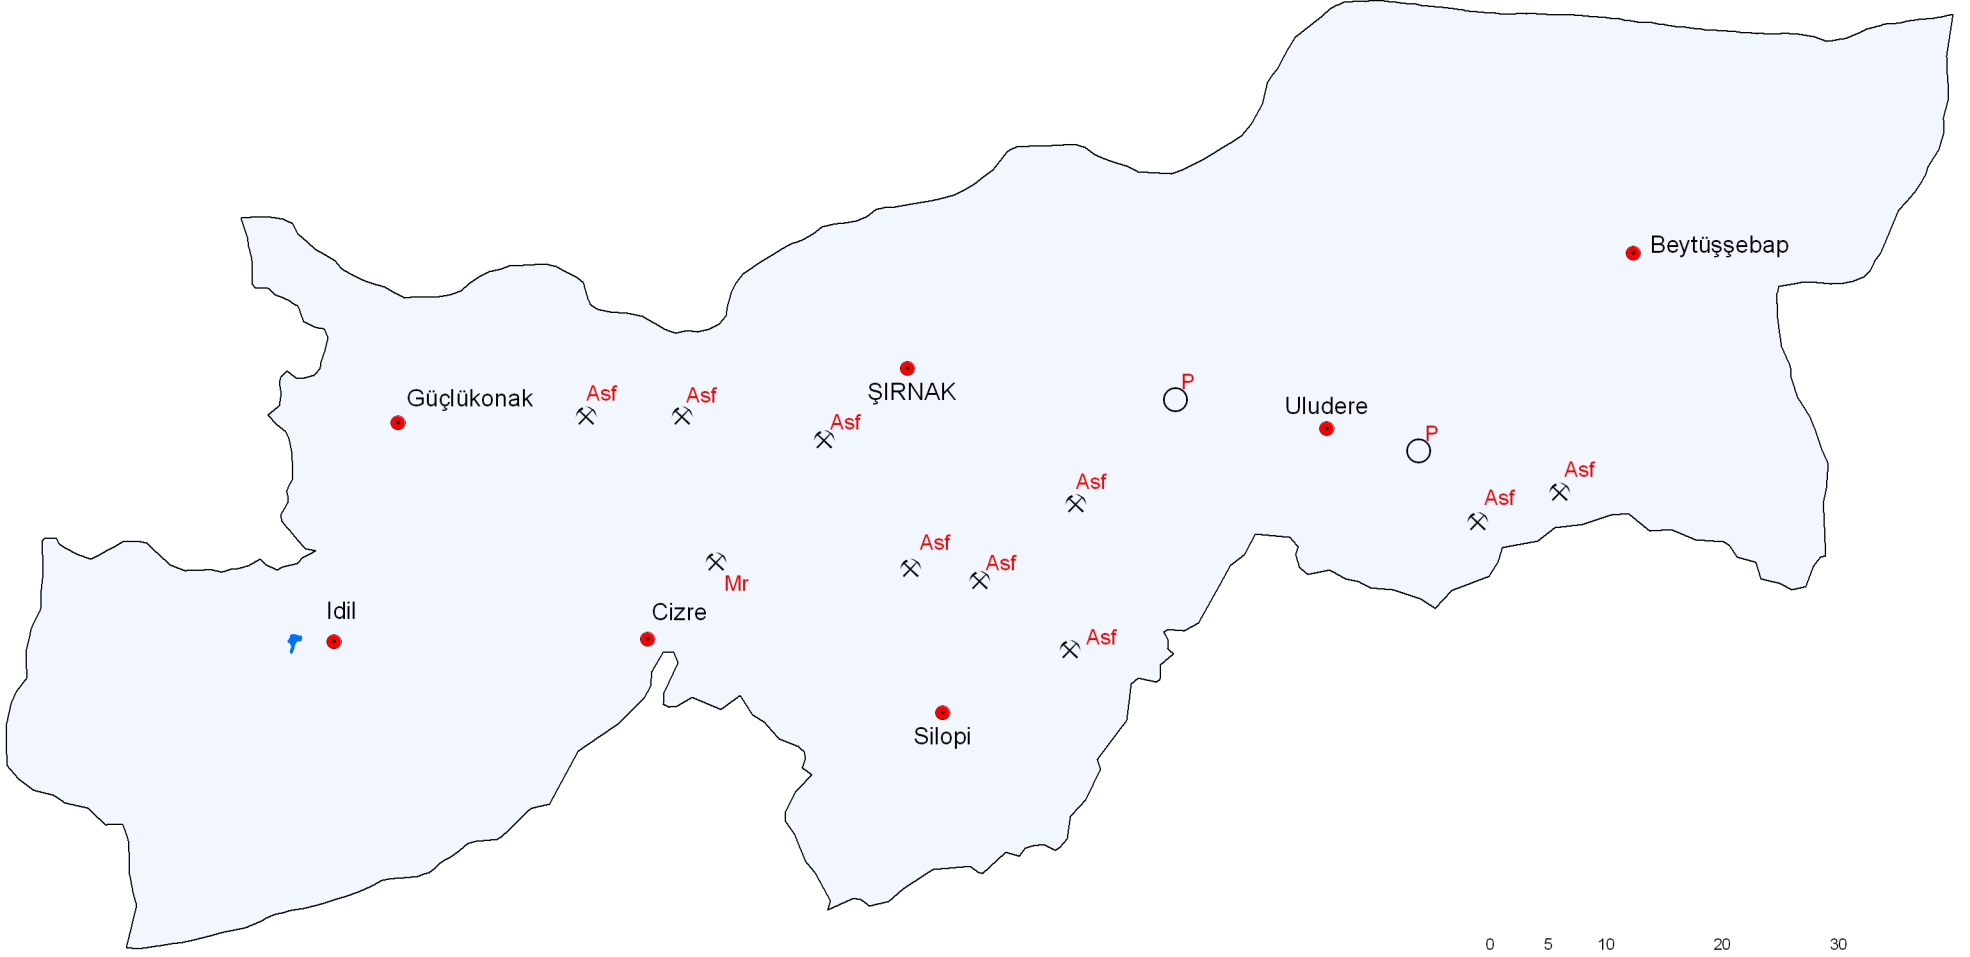 Beytüşşebap
P
Asf
Asf
ŞIRNAK
Güçlükonak
Uludere
Asf
P
Asf
Asf
Asf
Asf
Asf
Mr
Idil
Cizre
Asf
Silopi
0 5 10 20 30